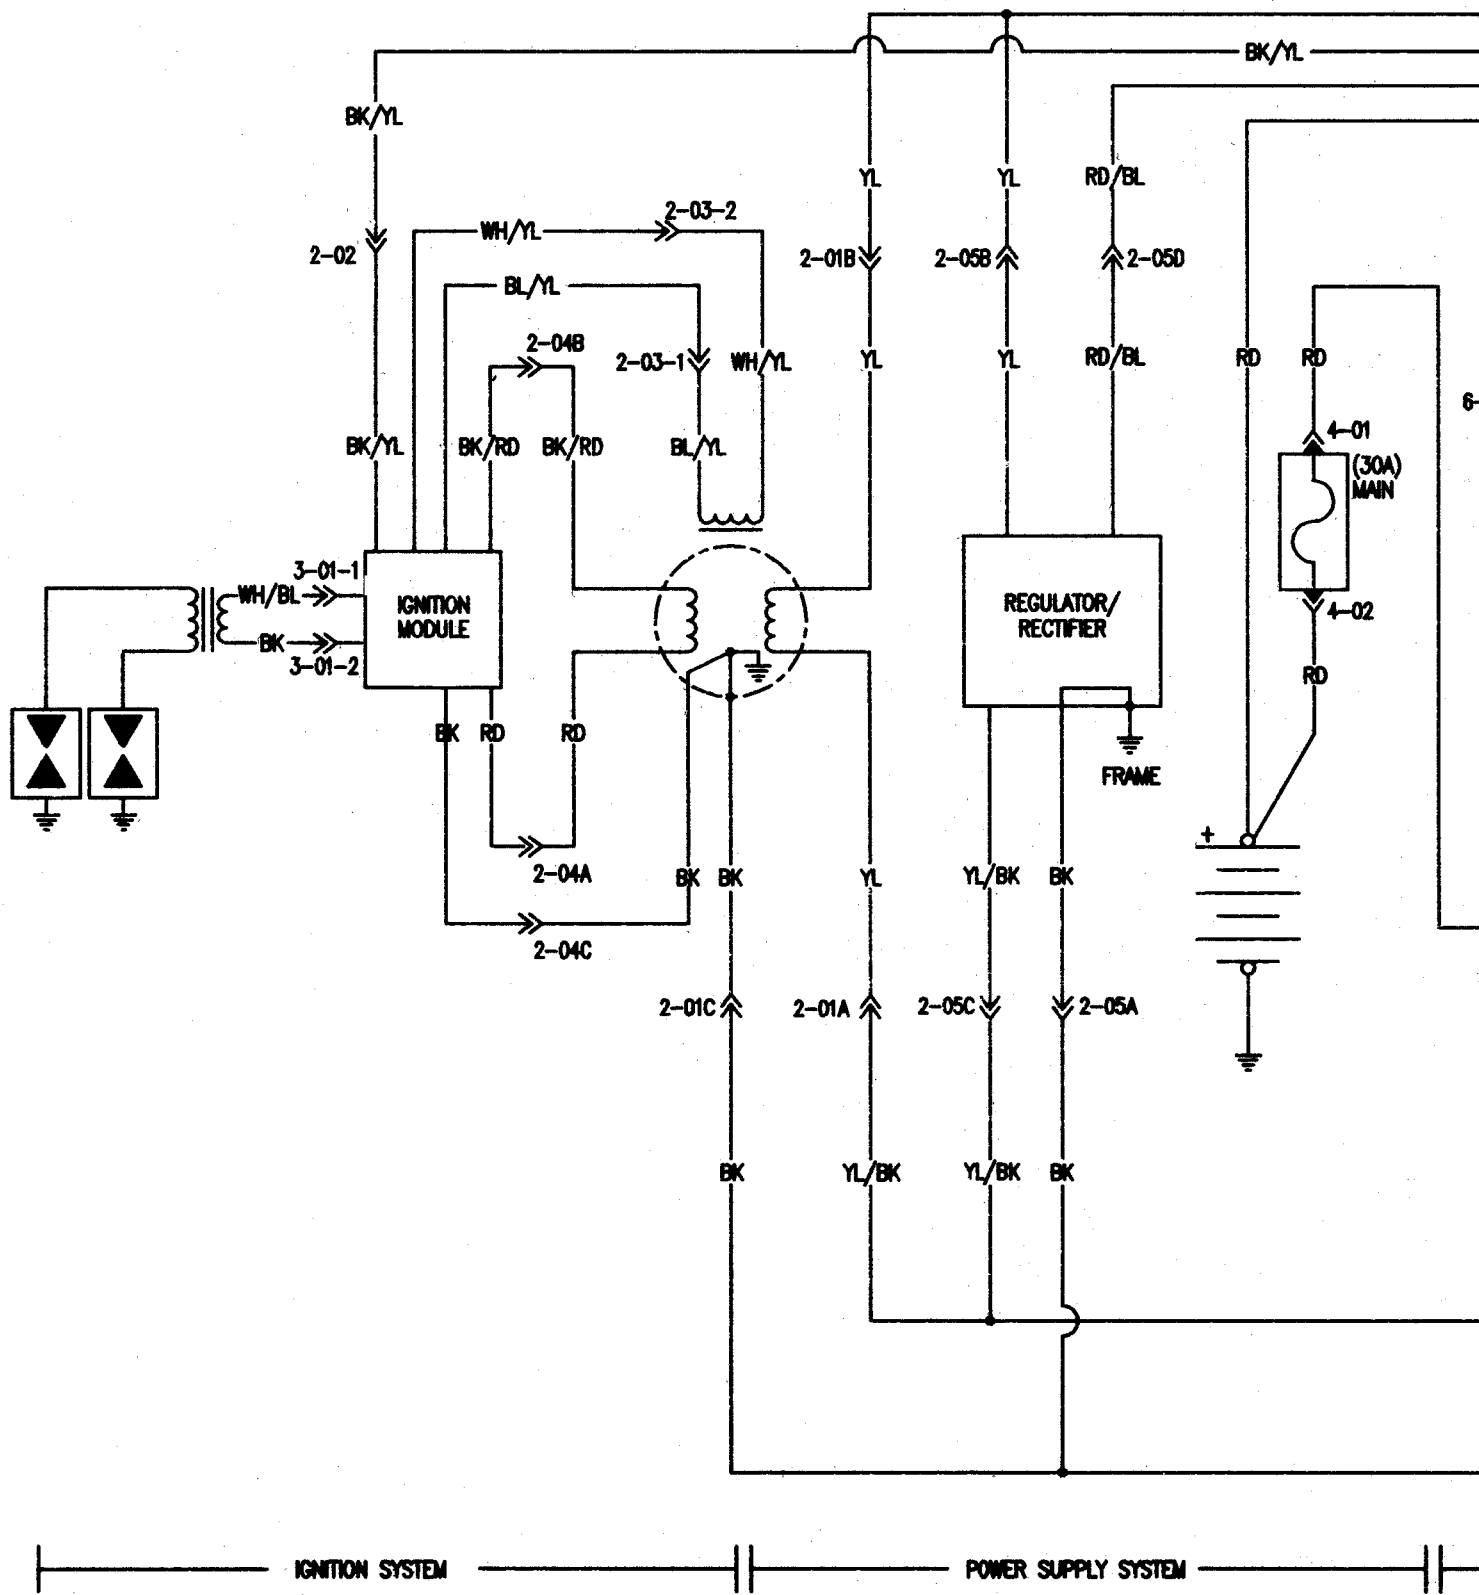 BK/YL
BK/YL
YL
YL
RD/BL
2-03-2
WH/YL
2-02
2-01B
2-05B
2-05D
BL/YL
2-04B
2-03-1
WH/YL
YL
YL
RD/BL
RD
RD
6-
4-01
BK/YL
BK/RD
BK/RD
BL/YL
(30A)
MAIN
3-01-1
WH/BL
IGNITION
MODULE
REGULATOR/
RECTIFIER
4-02
BK
3-01-2
RD
BK
RD
RD
FRAME
+
2-04A
BK
BK
YL
YL/BK
BK
2-04C
2-01C
2-01A
2-05C
2-05A
BK
YL/BK
YL/BK
BK
IGNITION SYSTEM
POWER SUPPLY SYSTEM